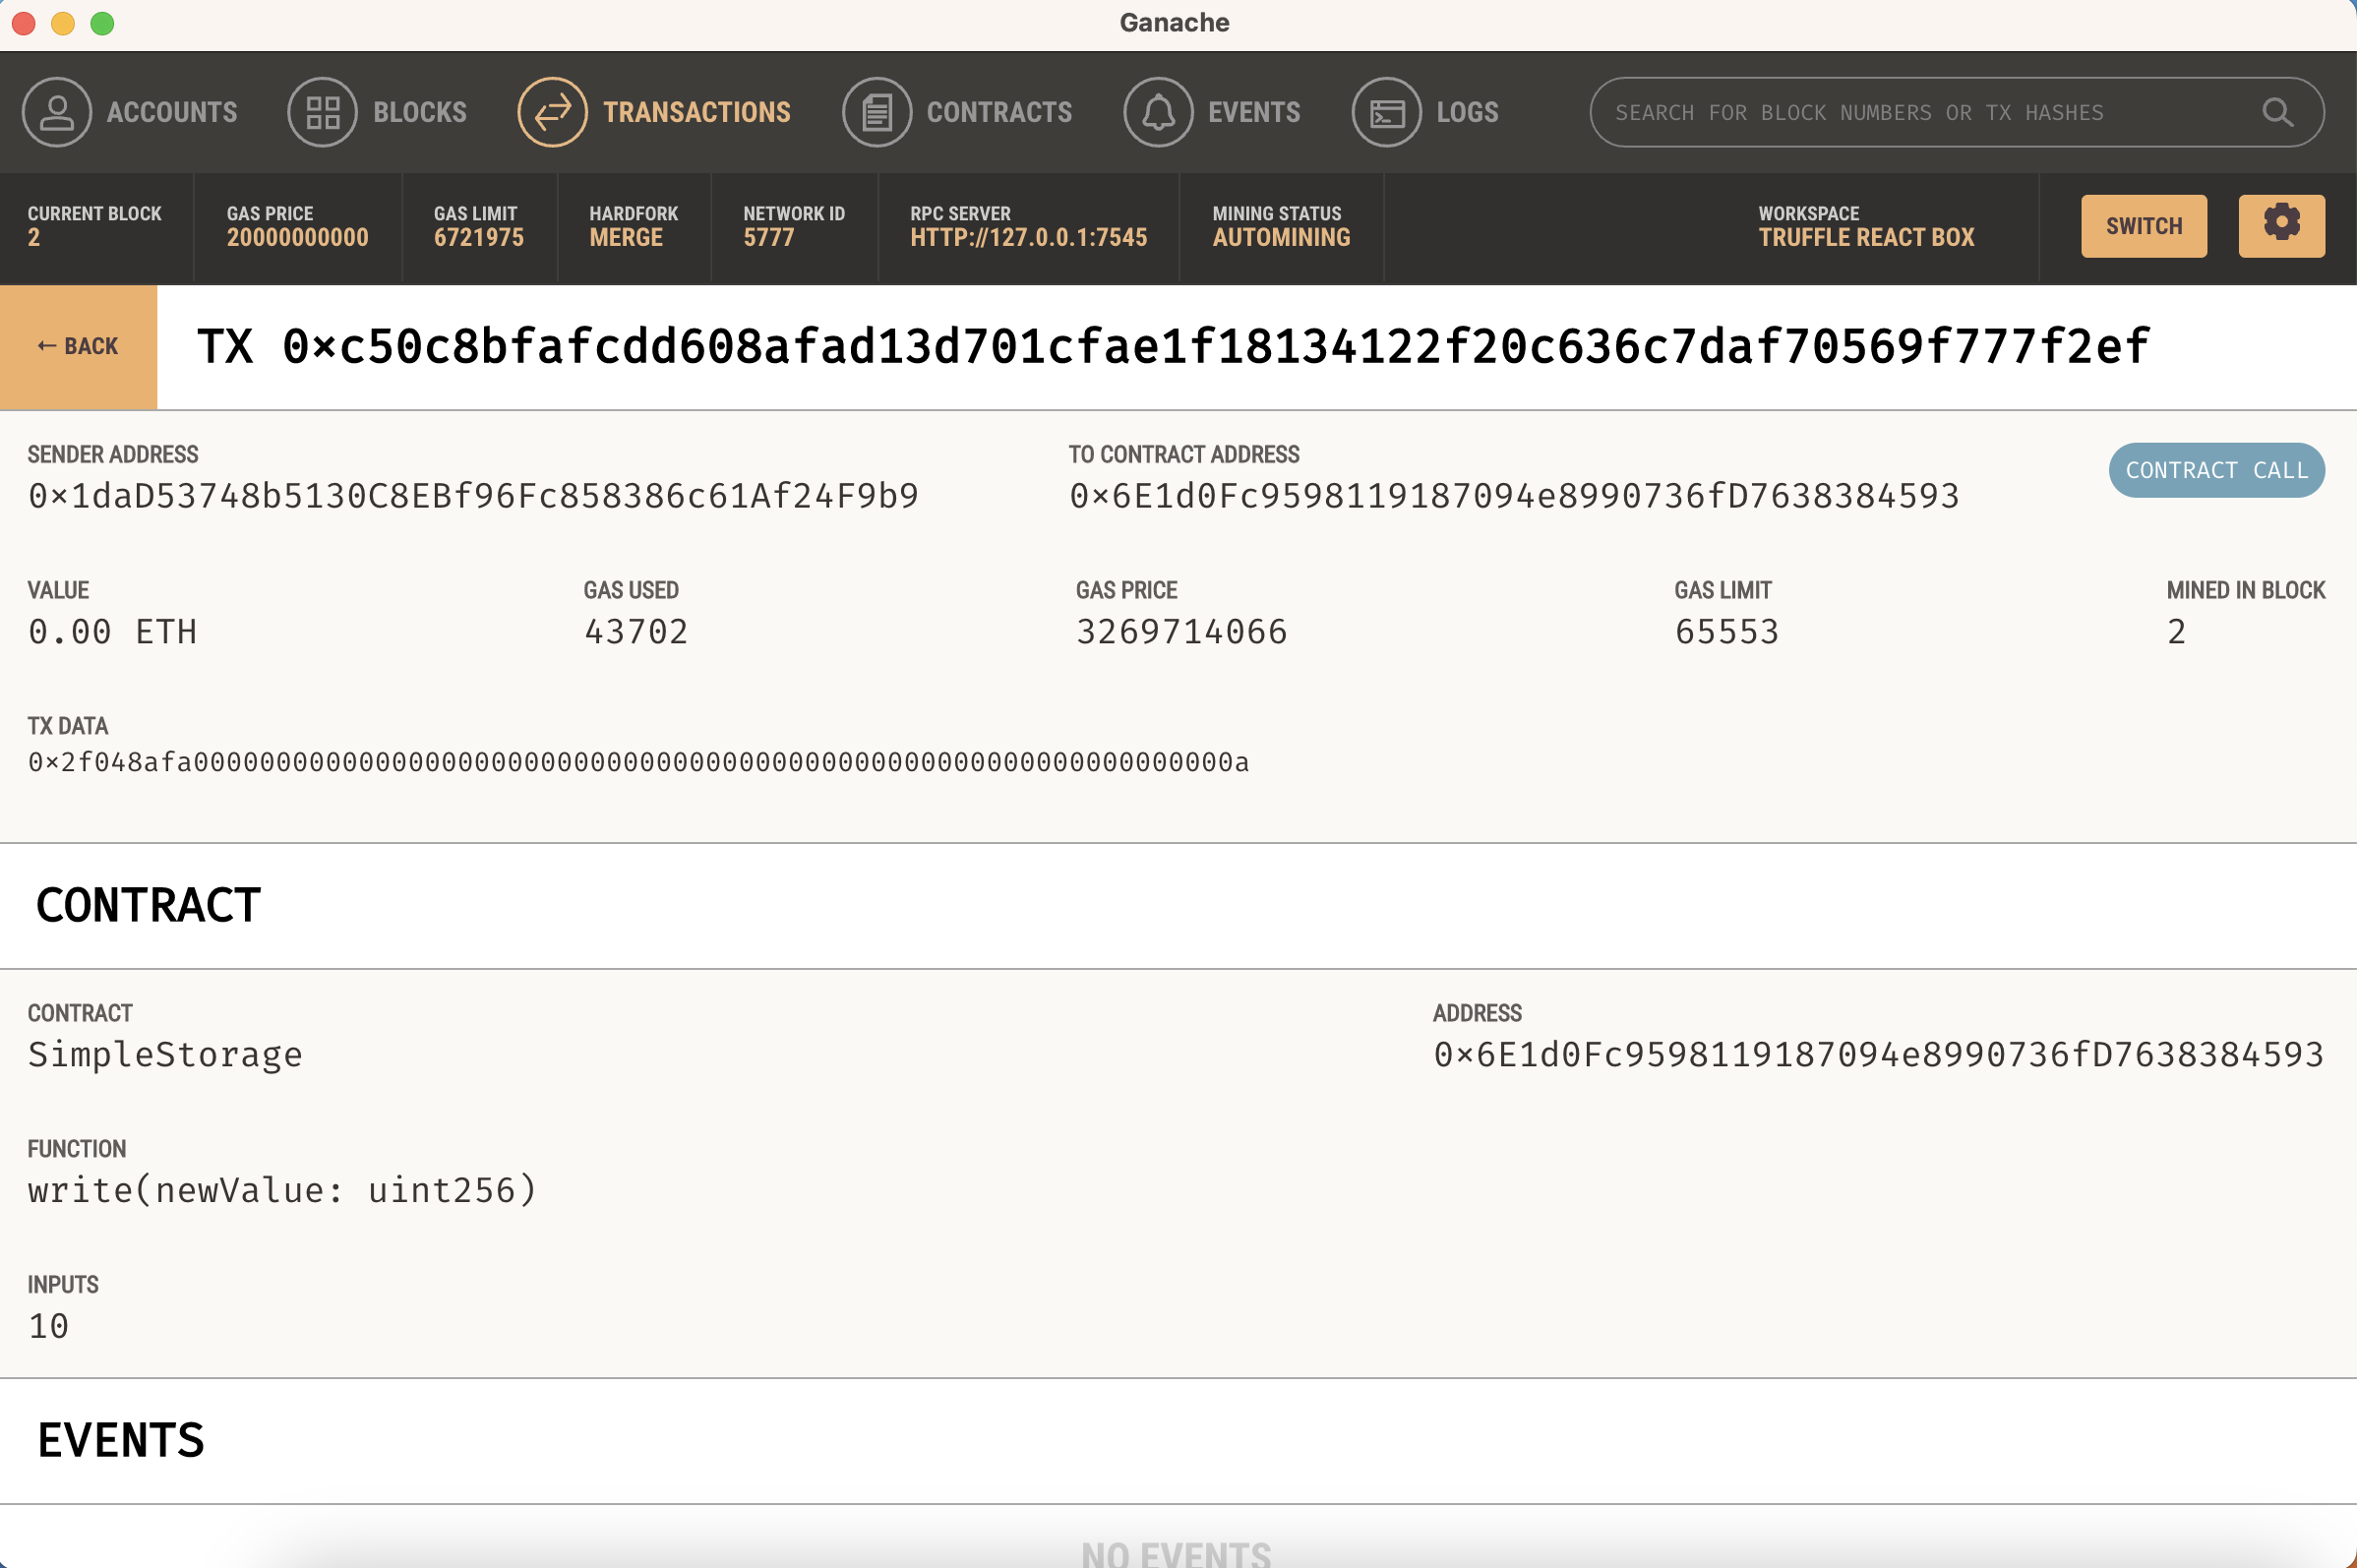 Ganache
ACCOUNTS BLOCKS TRANSACTIONS CONTRACTS EVENTS LOGS SEARCH FOR BLOCK NUMBERS OR TX HASHES
CURRENT BLOCK GAS PRICE GAS LIMIT HARDFORK NETWORK ID RPC SERVER MINING STATUS WORKSPACE
2 20000000000 6721975 MERGE 5777 HTTP://127.0.0.1:7545 AUTOMINING TRUFFLE REACT BOX SWITCH
← BACK TX 0×c50c8bfafcdd608afad13d701cfae1f18134122f20c636c7daf70569f777f2ef
SENDER ADDRESS TO CONTRACT ADDRESS
0×1daD53748b5130C8EBf96Fc858386c61Af24F9b9 0×6E1d0Fc9598119187094e8990736fD7638384593 CONTRACT CALL
VALUE GAS USED GAS PRICE GAS LIMIT MINED IN BLOCK
0.00 ETH 43702 3269714066 65553 2
TX DATA
0×2f048afa000000000000000000000000000000000000000000000000000000000000000a
CONTRACT
CONTRACT ADDRESS
SimpleStorage 0×6E1d0Fc9598119187094e8990736fD7638384593
FUNCTION
write(newValue: uint256)
INPUTS
10
EVENTS
NO EVENTS